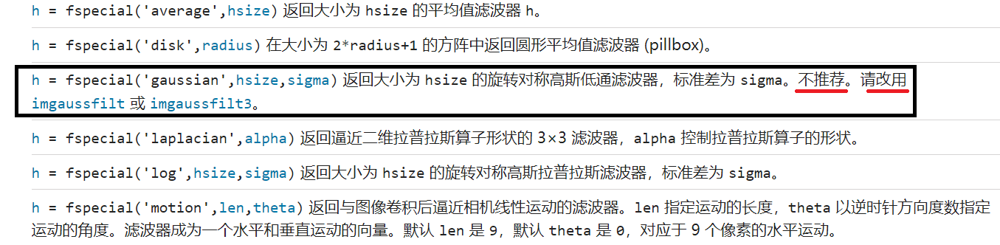 h = fspecial('average',hsize) 返回大小为 hsize 的平均值滤波器 h。
h = fspecial('disk',radius) 在大小为 2*radius+1 的方阵中返回圆形平均值滤波器 (pillbox)。
h = fspecial('gaussian',hsize,sigma) 返回大小为 hsize 的旋转对称高斯低通滤波器，标准差为 sigma。不推荐。请改用
imgaussfilt 或 imgaussfilt3。
h = fspecial('laplacian',alpha) 返回逼近二维拉普拉斯算子形状的 3×3 滤波器，alpha 控制拉普拉斯算子的形状。
h = fspecial('log',hsize,sigma) 返回大小为 hsize 的旋转对称高斯拉普拉斯滤波器，标准差为 sigma。
h = fspecial('motion',len,theta) 返回与图像卷积后逼近相机线性运动的滤波器。len 指定运动的长度，theta 以逆时针方向度数指定
运动的角度。滤波器成为一个水平和垂直运动的向量。默认 len 是 9，默认 theta 是 0，对应于 9 个像素的水平运动。